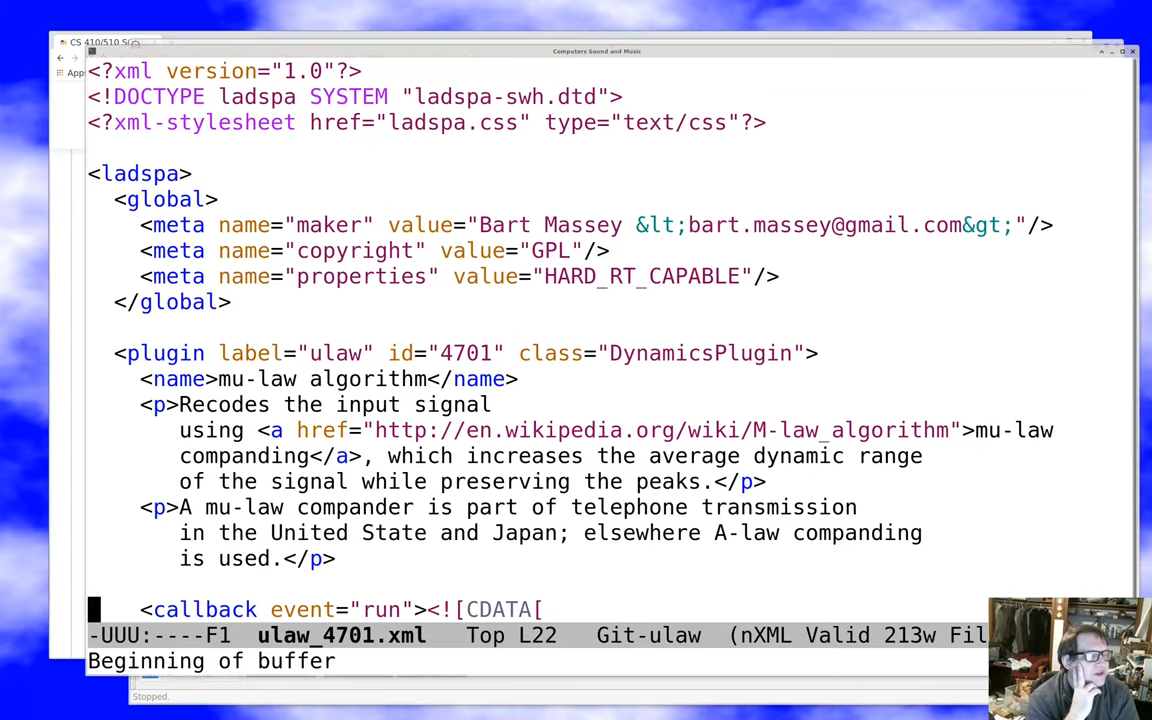 CS 410/510 S
Computers Sound and Music
App
<?xml version="1.0"?>
<!DOCTYPE ladspa SYSTEM "ladspa-swh.dtd">
<?xml-stylesheet href="ladspa.css" type="text/css"?>
<ladspa>
<global>
<meta name="maker" value="Bart Massey &lt;bart.massey@gmail.com&gt;"/>
<meta name="copyright" value="GPL"/>
<meta name="properties" value="HARD_RT_CAPABLE"/>
</global>
<plugin label="ulaw" id="4701" class="DynamicsPlugin">
<name>mu-law algorithm</name>
<p>Recodes the input signal
using <a href="http://en.wikipedia.org/wiki/M-law_algorithm">mu-law
companding</a>, which increases the average dynamic range
of the signal while preserving the peaks.</p>
<p>A mu-law compander is part of telephone transmission
in the United State and Japan; elsewhere A-law companding
is used.</p>
<callback event="run"><![CDATA[
-UUU:----F1 ulaw_4701.xml Top L22 Git-ulaw (nXML Valid 213w Fil
Beginning of buffer
Stopped.